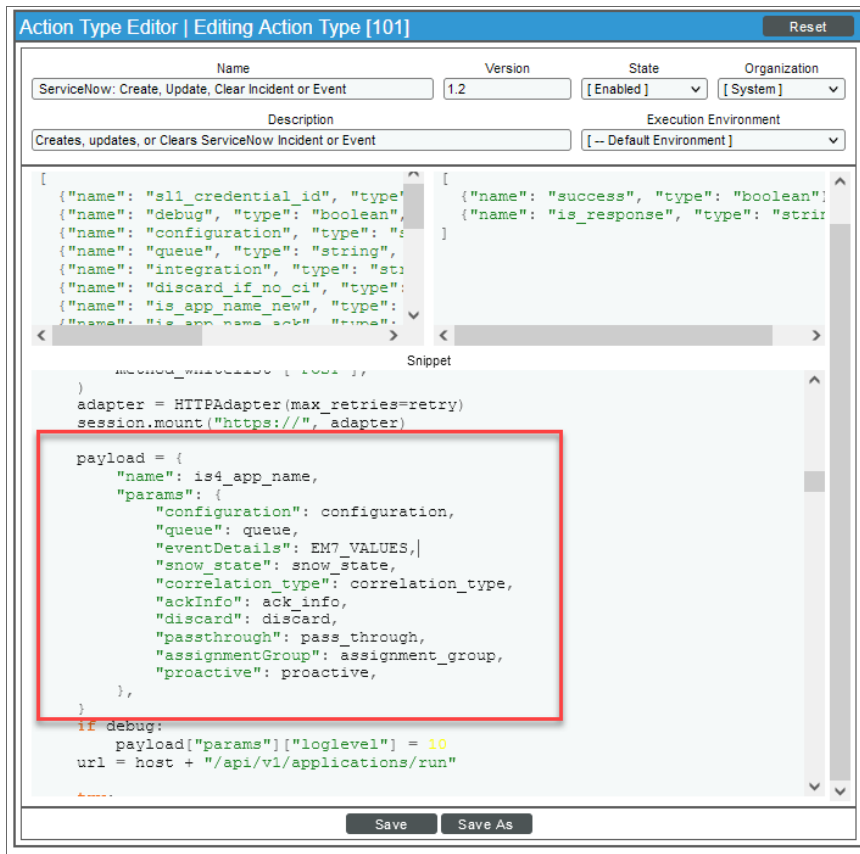 Action Type Editor | Editing Action Type [101]
Reset
Name
Version
State
Organization
ServiceNow: Create, Update, Clear Incident or Event
1.2
[ Enabled ]
[ System ]
Description
Execution Environment
Creates, updates, or Clears ServiceNow Incident or Event
[ -- Default Environment ]
[
{"name": "sl1_credential_id", "type"
{"name": "debug", "type": "boolean",
{"name": "configuration", "type": "s
{"name": "queue", "type": "string",
{"name": "integration", "type": "str
{"name": "discard_if_no_ci", "type":
{"name": "is_app_name_new", "type":
{"name": "is_app_name_ack", "type":
[
{"name": "success", "type": "boolean"}
{"name": "is_response", "type": "strin
]
Snippet
)
adapter = HTTPAdapter(max_retries=retry)
session.mount("https://", adapter)
payload = {
"name": is4_app_name,
"params": {
"configuration": configuration,
"queue": queue,
"eventDetails": EM7_VALUES,
"snow_state": snow_state,
"correlation_type": correlation_type,
"ackInfo": ack_info,
"discard": discard,
"passthrough": pass_through,
"assignmentGroup": assignment_group,
"proactive": proactive,
},
}
if debug:
payload["params"]["loglevel"] = 10
url = host + "/api/v1/applications/run"
Save
Save As